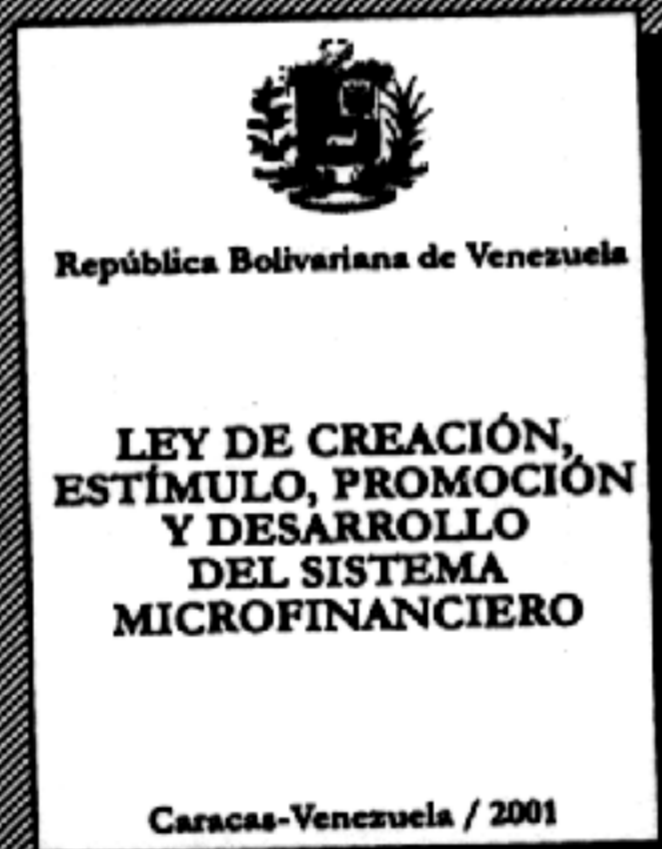 República Bolivariana de Venezuela
LEY DE CREACIÓN,
ESTÍMULO, PROMOCIÓN
Y DESARROLLO
DEL SISTEMA
MICROFINANCIERO
Caracas-Venezuela / 2001